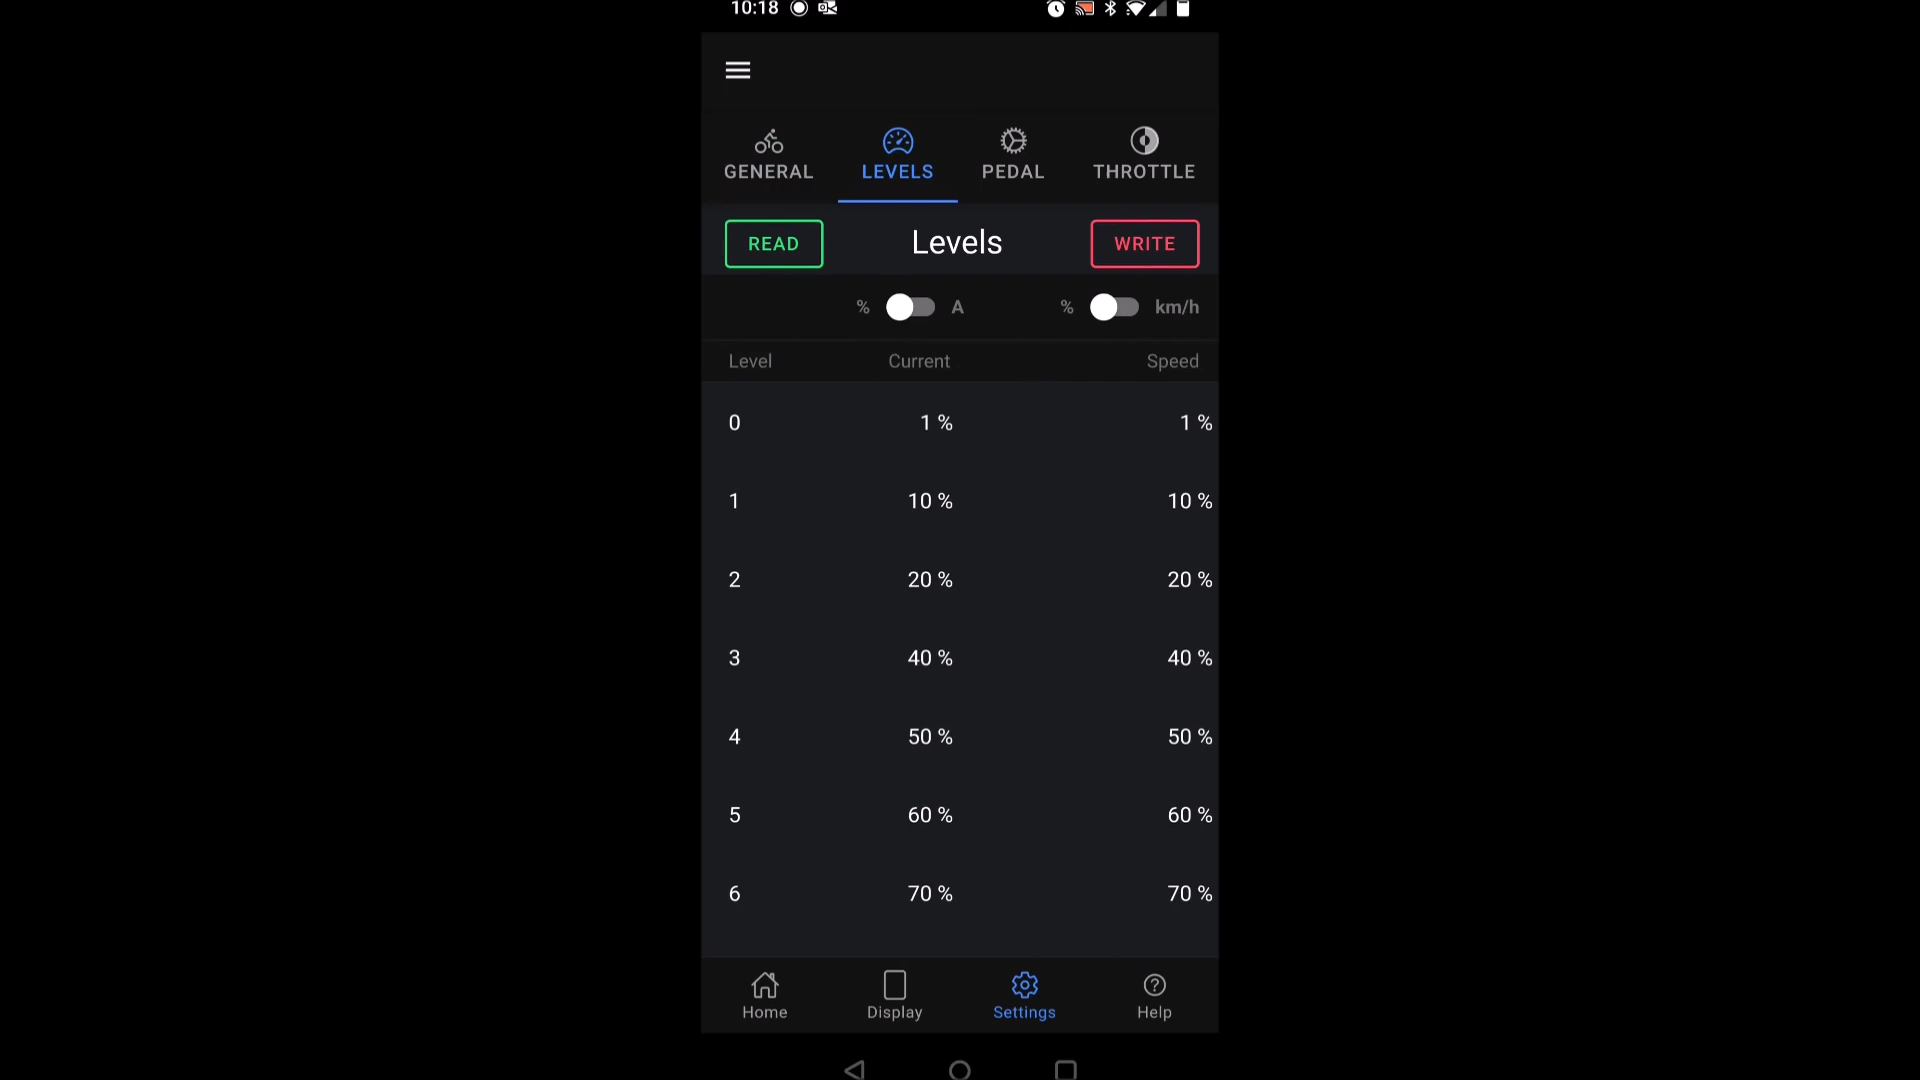 10:18
GENERAL LEVELS PEDAL THROTTLE
READ Levels WRITE
% A % km/h
Level Current Speed
0 1 % 1 %
1 10 % 10 %
2 20 % 20 %
3 40 % 40 %
4 50 % 50 %
5 60 % 60 %
6 70 % 70 %
Home Display Settings Help